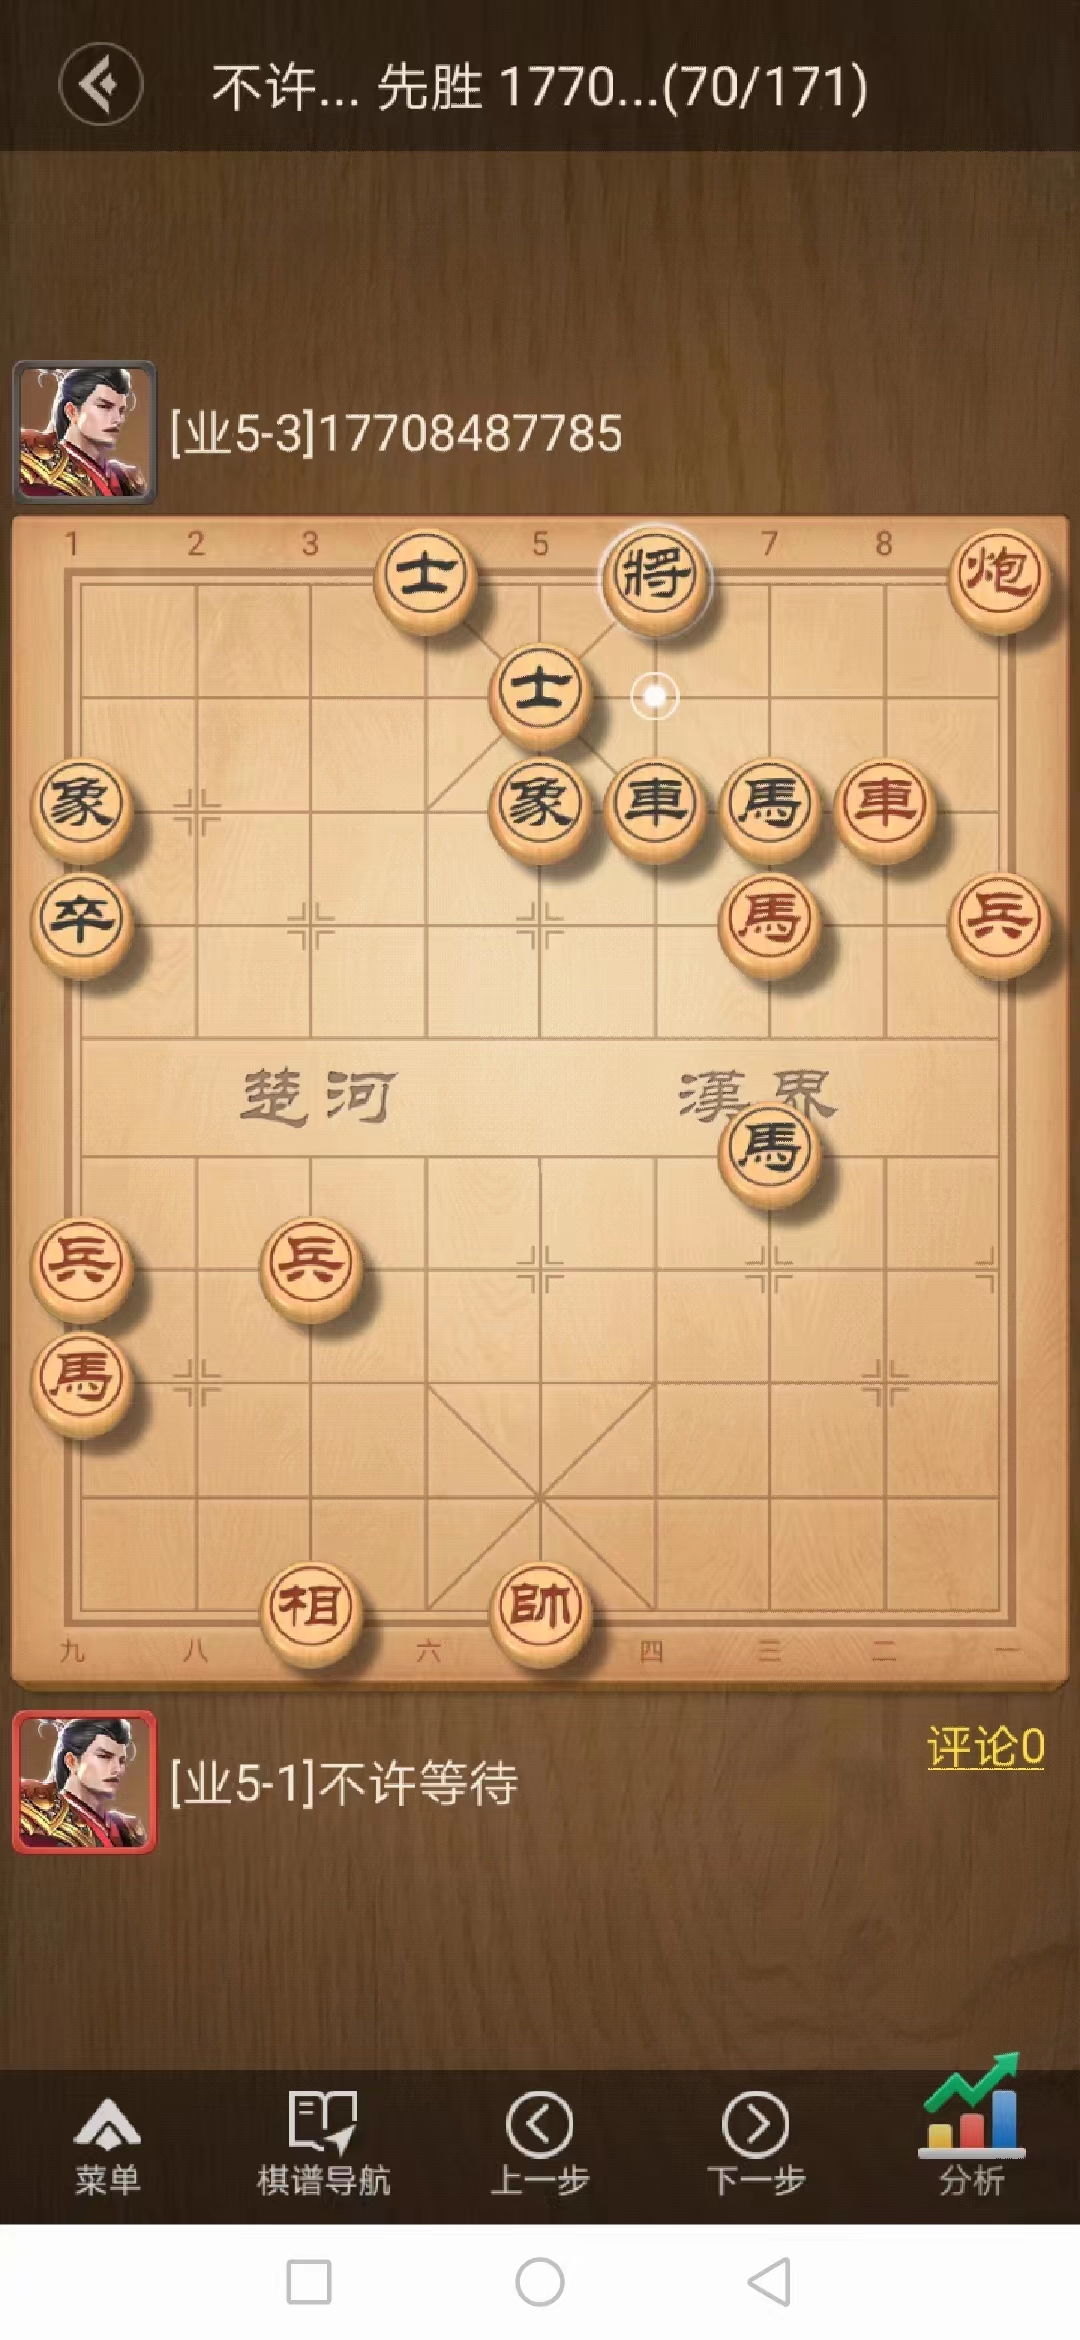 不许... 先胜 1770...(70/171)
[业5-3]17708487785
1 2 3 5 7 8
士 將 炮
士
象 象 車 馬 車
卒 馬 兵
楚河 漢界
馬
兵 兵
馬
相 帥
九 八 六 四 三 二 一
评论0
[业5-1]不许等待
菜单 棋谱导航 上一步 下一步 分析